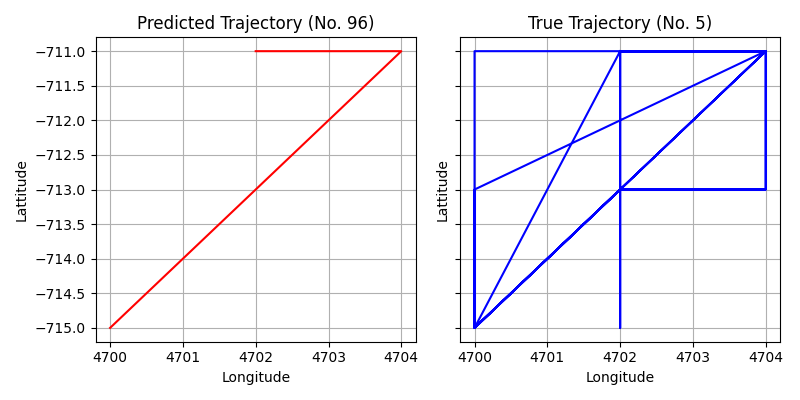 Predicted Trajectory (No. 96)
Lattitude
−711.0
−711.5
−712.0
−712.5
−713.0
−713.5
−714.0
−714.5
−715.0
4700 4701 4702 4703 4704
Longitude
True Trajectory (No. 5)
Lattitude
4700 4701 4702 4703 4704
Longitude